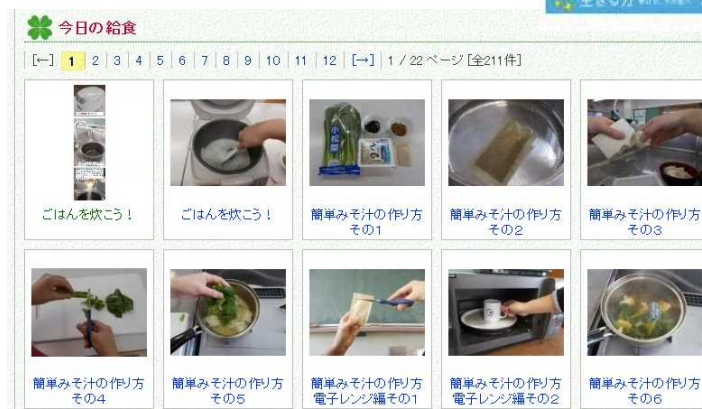 今日の給食
[←] 1 2 3 4 5 6 7 8 9 10 11 12 [→] 1 / 22 ページ [全211件]
ごはんを炊こう！
ごはんを炊こう！
簡単みそ汁の作り方
その1
簡単みそ汁の作り方
その2
簡単みそ汁の作り方
その3
小松菜
簡単みそ汁の作り方
その4
簡単みそ汁の作り方
その5
簡単みそ汁の作り方
電子レンジ編その1
簡単みそ汁の作り方
電子レンジ編その2
簡単みそ汁の作り方
その6